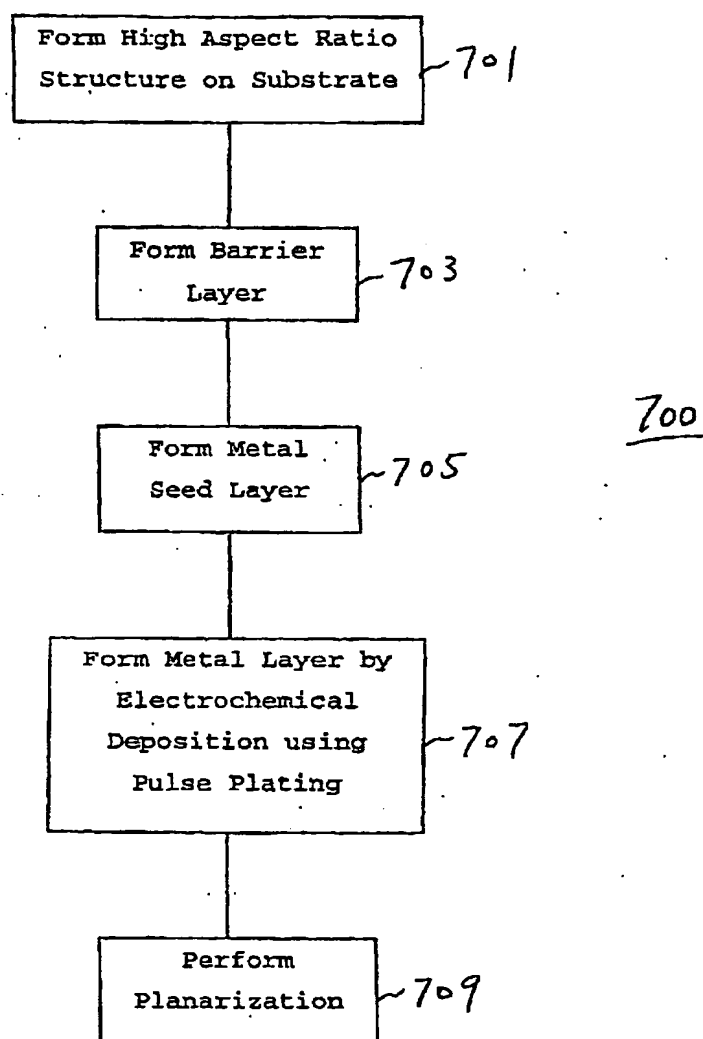 Form High Aspect Ratio
Structure on Substrate
701
Form Barrier
Layer
703
700
Form Metal
Seed Layer
705
Form Metal Layer by
Electrochemical
Deposition using
Pulse Plating
707
Perform
Planarization
709